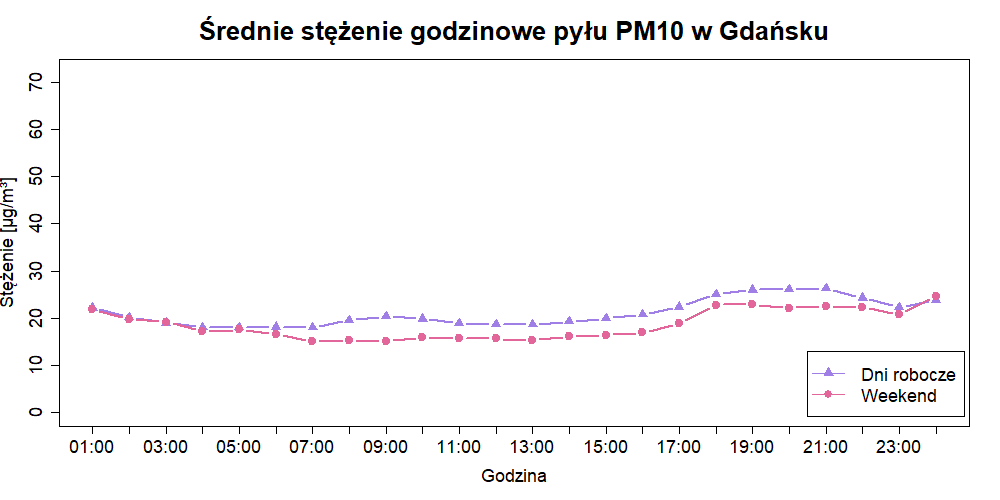 Średnie stężenie godzinowe pyłu PM10 w Gdańsku
Stężenie [µg/m³]
70
60
50
40
30
20
10
0
Dni robocze
Weekend
01:00 03:00 05:00 07:00 09:00 11:00 13:00 15:00 17:00 19:00 21:00 23:00
Godzina